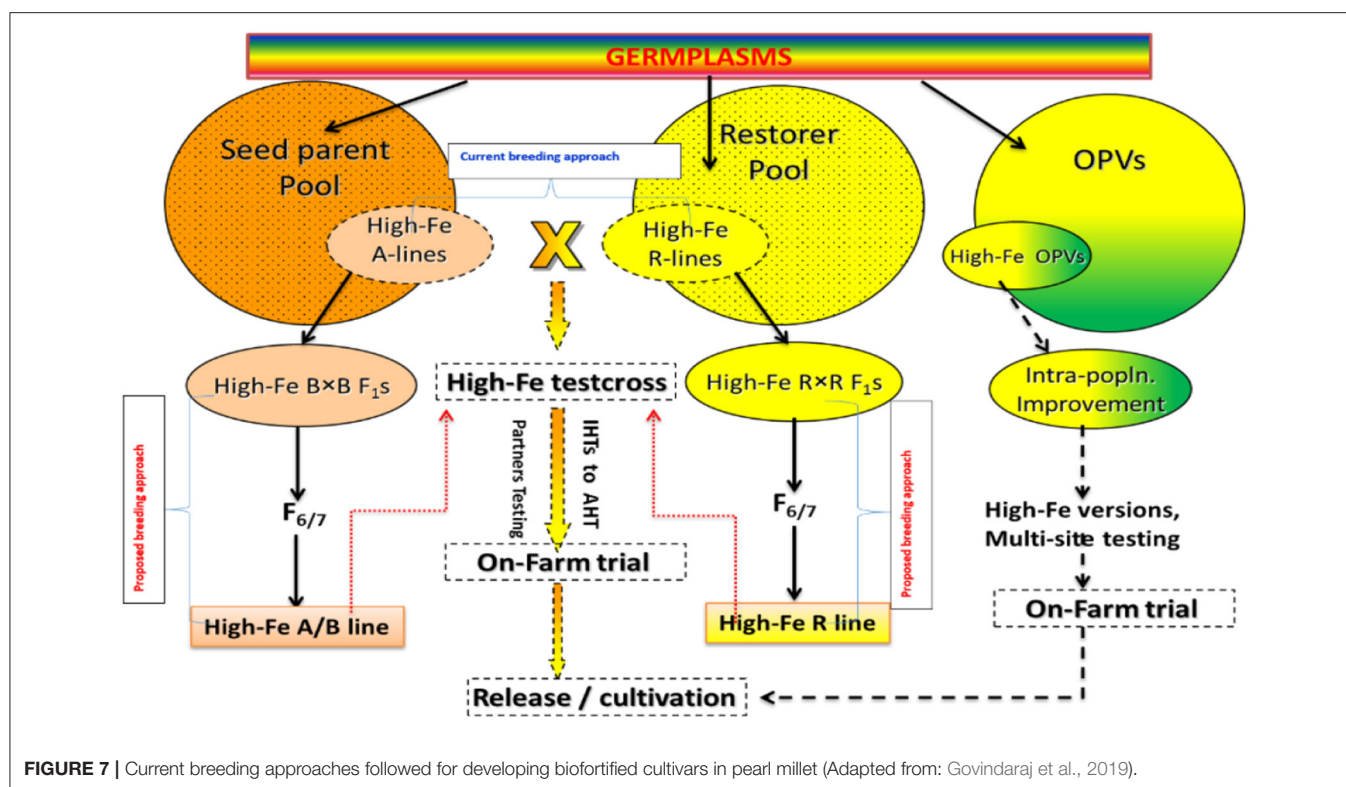 GERMPLASMS
Seed parent
Pool
Current breeding approach
Restorer
Pool
OPVs
High-Fe
A-lines
X
High-Fe
R-lines
High-Fe OPVs
High-Fe B×B F₁s
High-Fe testcross
High-Fe R×R F₁s
Intra-popln.
Improvement
Proposed breeding approach
F₆/₇
Partners Testing
IHTs to AHT
F₆/₇
Proposed breeding approach
High-Fe versions,
Multi-site testing
On-Farm trial
High-Fe A/B line
High-Fe R line
On-Farm trial
Release / cultivation
FIGURE 7 | Current breeding approaches followed for developing biofortified cultivars in pearl millet (Adapted from: Govindaraj et al., 2019).